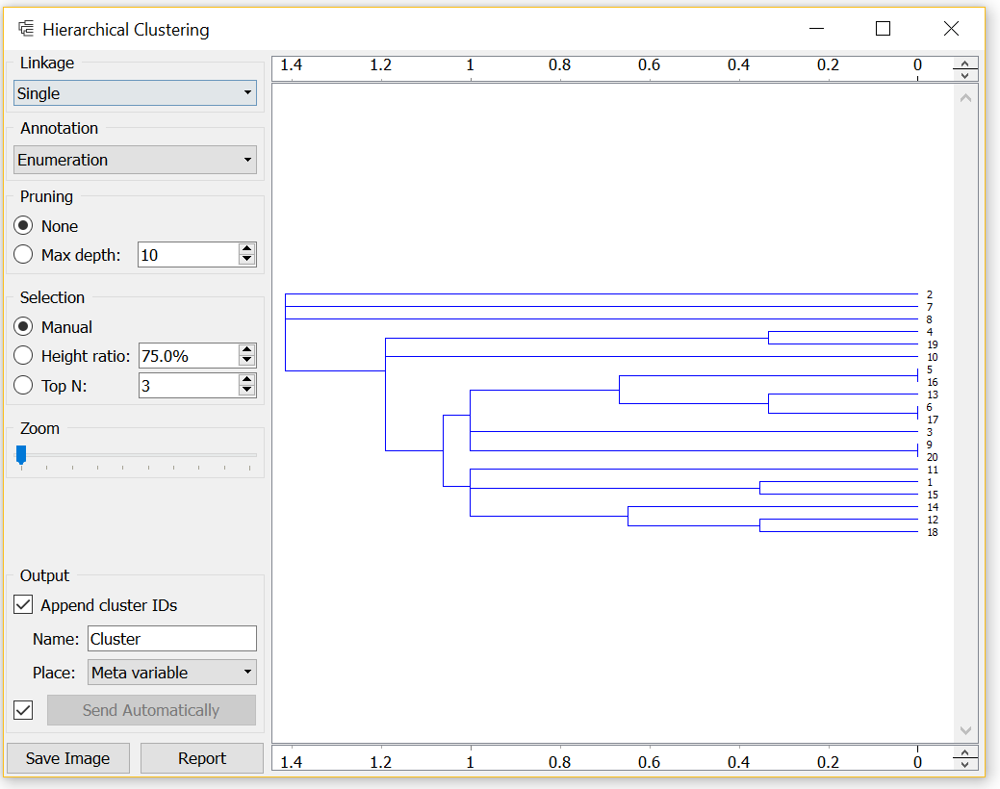 Hierarchical Clustering
Linkage
Single
Annotation
Enumeration
Pruning
None
Max depth: 10
Selection
Manual
Height ratio: 75.0%
Top N: 3
Zoom
Output
Append cluster IDs
Name: Cluster
Place: Meta variable
Send Automatically
Save Image Report
1.4 1.2 1 0.8 0.6 0.4 0.2 0
2
7
8
4
19
10
5
16
13
6
17
3
9
20
11
1
15
14
12
18
1.4 1.2 1 0.8 0.6 0.4 0.2 0